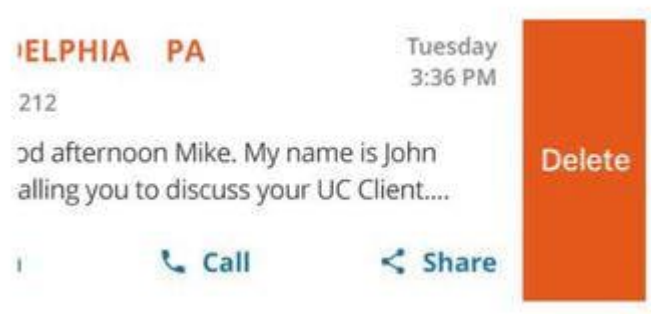 ELPHIA PA
Tuesday
3:36 PM
212
od afternoon Mike. My name is John
alling you to discuss your UC Client....
Delete
Call
Share